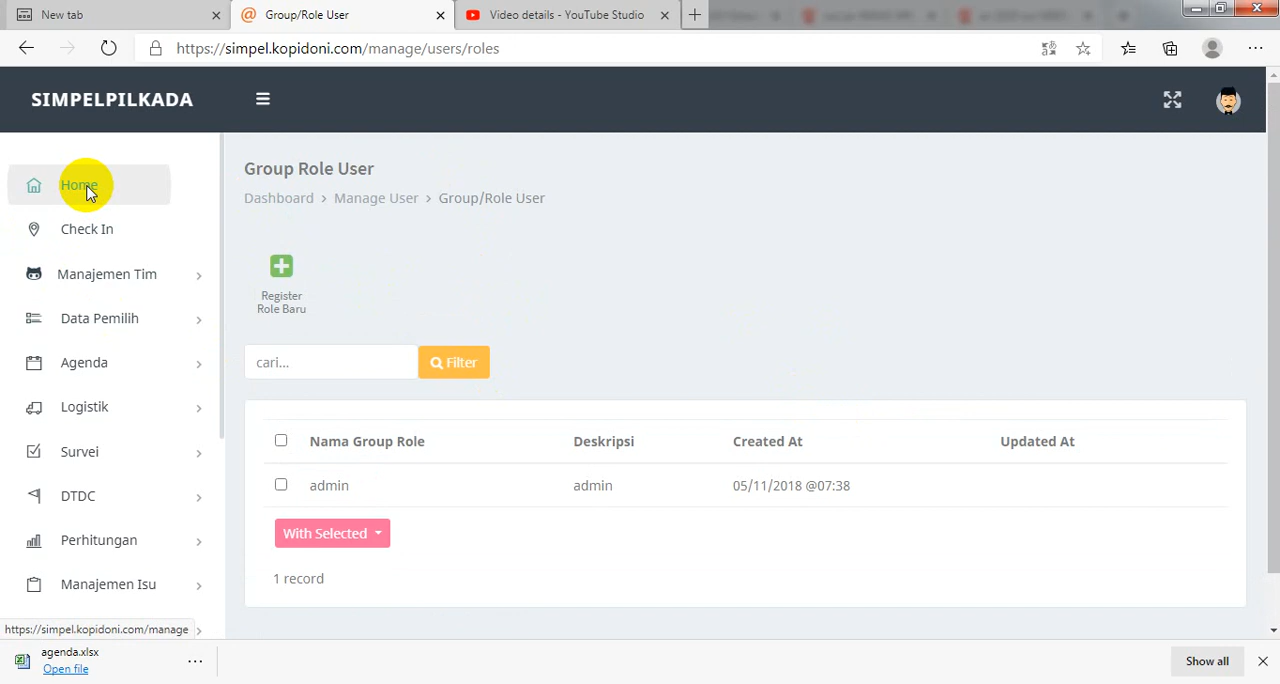 New tab
Group/Role User
Video details - YouTube Studio
https://simpel.kopidoni.com/manage/users/roles
SIMPELPILKADA
Home
Check In
Manajemen Tim
Data Pemilih
Agenda
Logistik
Survei
DTDC
Perhitungan
Manajemen Isu
Group Role User
Dashboard > Manage User > Group/Role User
Register
Role Baru
cari...
Filter
Nama Group Role Deskripsi Created At Updated At
admin admin 05/11/2018 @07:38
With Selected
1 record
https://simpel.kopidoni.com/manage
agenda.xlsx
Open file
Show all